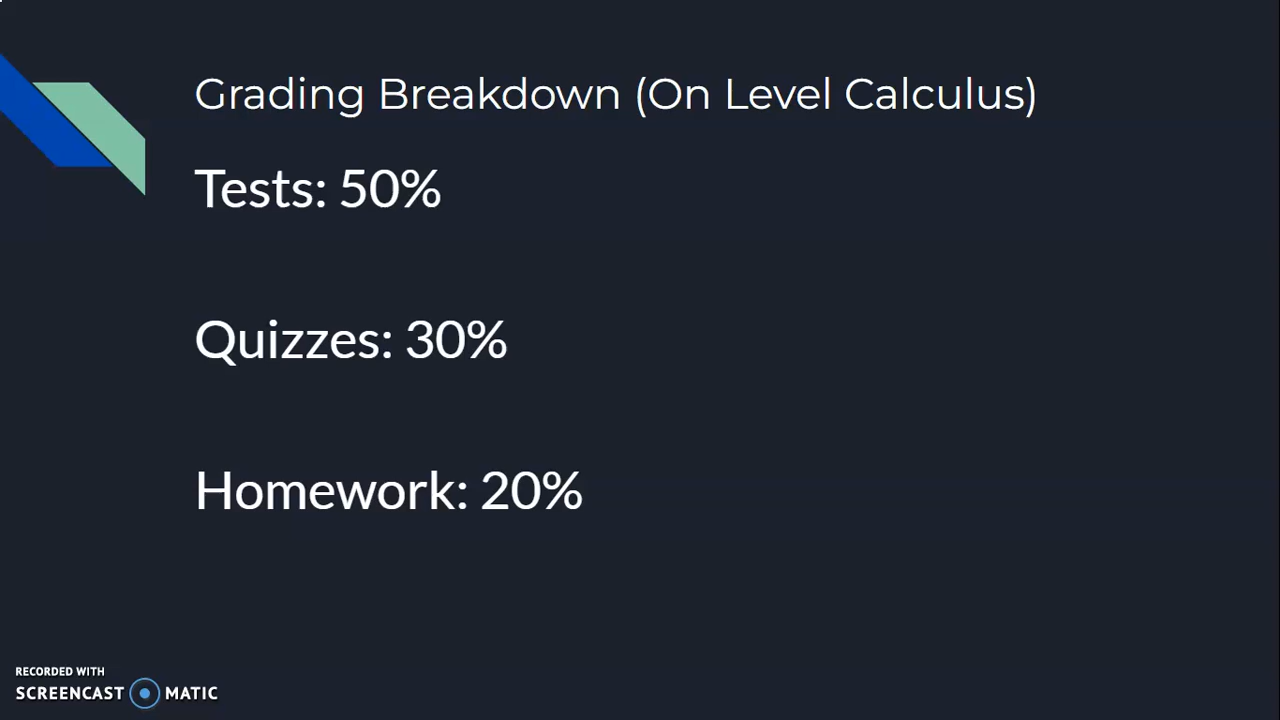 Grading Breakdown (On Level Calculus)
Tests: 50%
Quizzes: 30%
Homework: 20%
RECORDED WITH
SCREENCAST MATIC